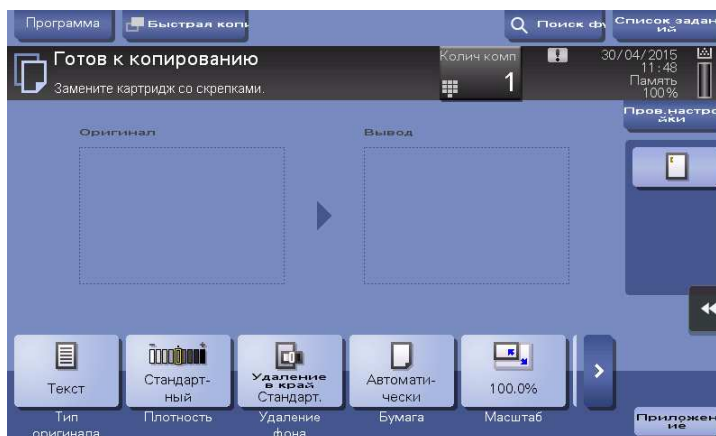 Программа
Быстрая копи
Поиск фу
Список задан
ий
Готов к копированию
Замените картридж со скрепками.
Колич комп
1
30/04/2015
11:48
Память
100%
Пров.настро
йки
Оригинал
Вывод
Текст
Стандарт-
ный
Удаление
в край
Стандарт.
Автомати-
чески
100.0%
Тип
оригинала
Плотность
Удаление
фона
Бумага
Масштаб
Приложен
ие